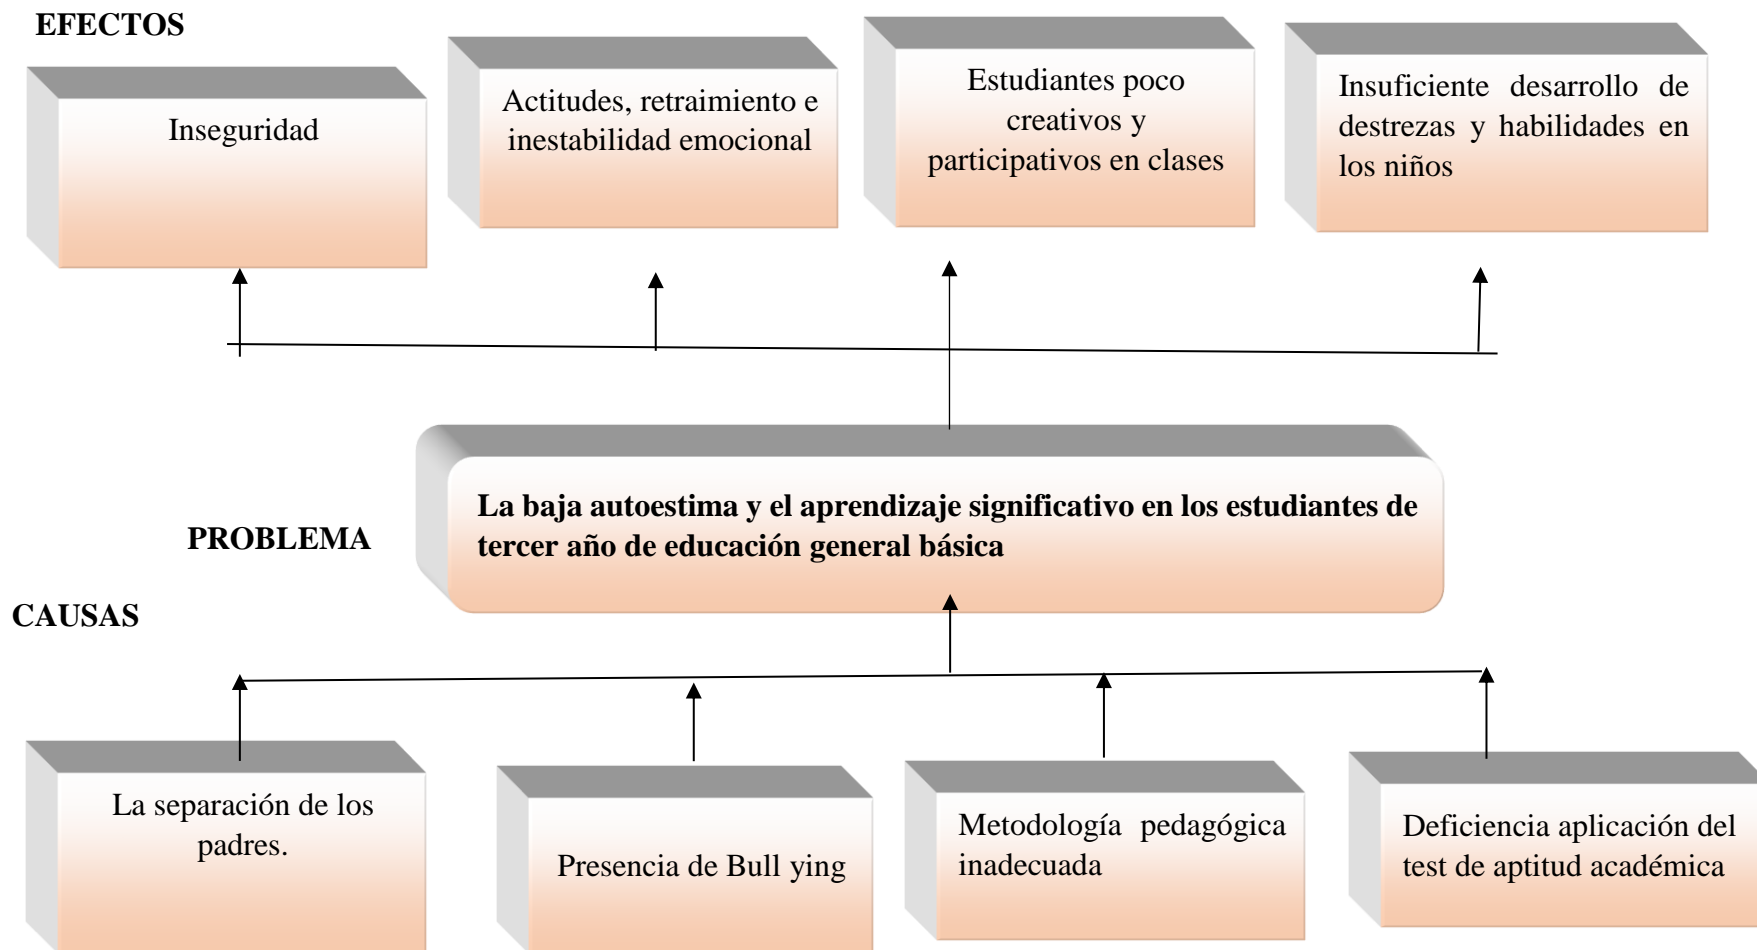 EFECTOS
Inseguridad
Actitudes, retraimiento e
inestabilidad emocional
Estudiantes poco
creativos y
participativos en clases
Insuficiente desarrollo de
destrezas y habilidades en
los niños
PROBLEMA
La baja autoestima y el aprendizaje significativo en los estudiantes de
tercer año de educación general básica
CAUSAS
La separación de los
padres.
Presencia de Bull ying
Metodología pedagógica
inadecuada
Deficiencia aplicación del
test de aptitud académica